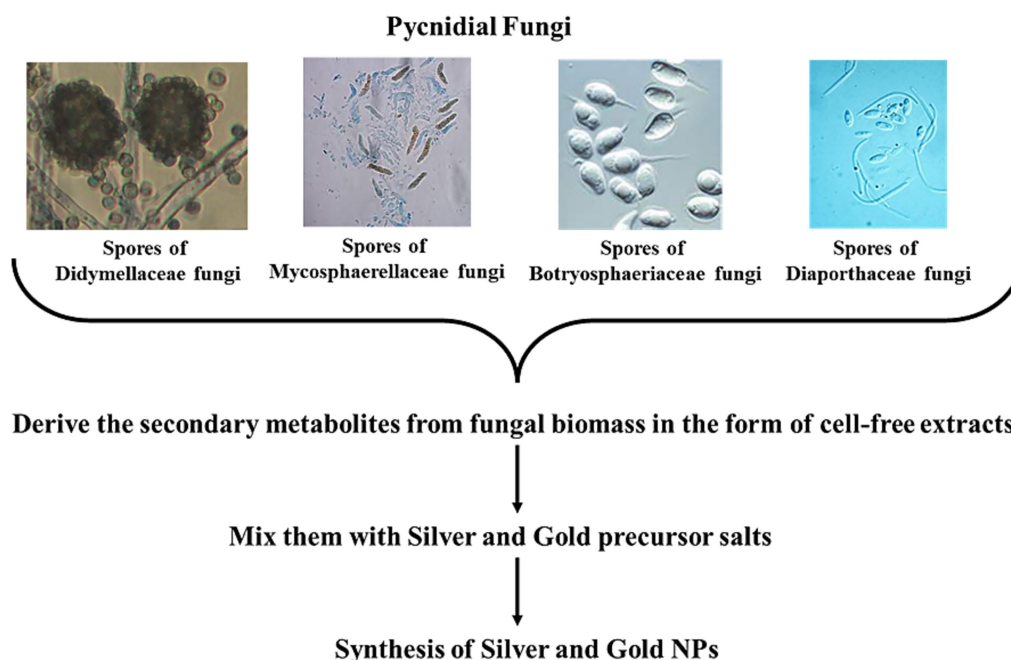 Pycnidial Fungi
Spores of
Didymellaceae fungi
Spores of
Mycosphaerellaceae fungi
Spores of
Botryosphaeriaceae fungi
Spores of
Diaporthaceae fungi
Derive the secondary metabolites from fungal biomass in the form of cell-free extracts
Mix them with Silver and Gold precursor salts
Synthesis of Silver and Gold NPs